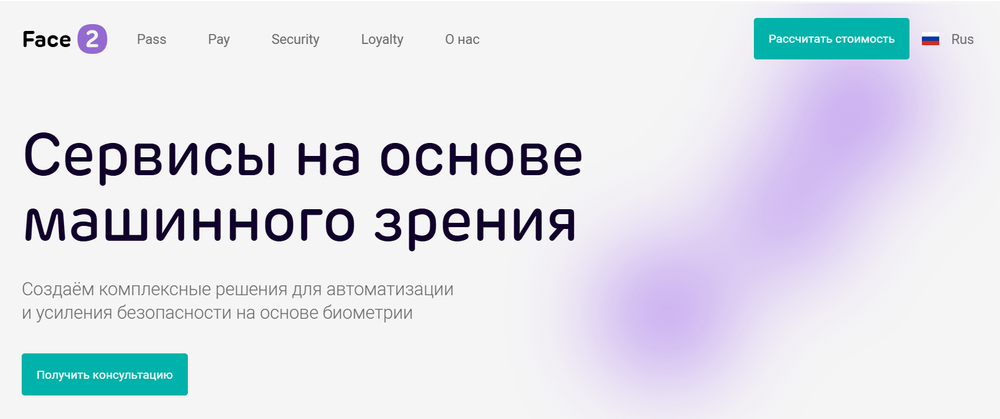 Face 2 Pass Pay Security Loyalty О нас Рассчитать стоимость Rus
Сервисы на основе
машинного зрения
Создаём комплексные решения для автоматизации
и усиления безопасности на основе биометрии
Получить консультацию